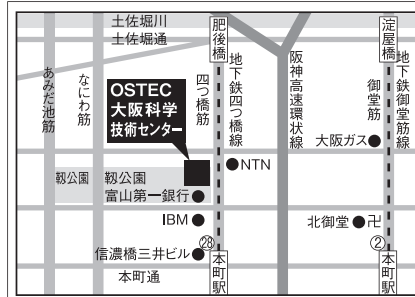 土佐堀川
土佐堀通
肥後橋
淀屋橋
あみだ池筋
なにわ筋
OSTEC
大阪科学
技術センター
四つ橋筋
地下鉄四つ橋線
阪神高速環状線
御堂筋
地下鉄御堂筋線
大阪ガス
NTN
靭公園
靭公園
富山第一銀行
IBM
北御堂
卍
信濃橋三井ビル
㉘
②
本町通
本町駅
本町駅